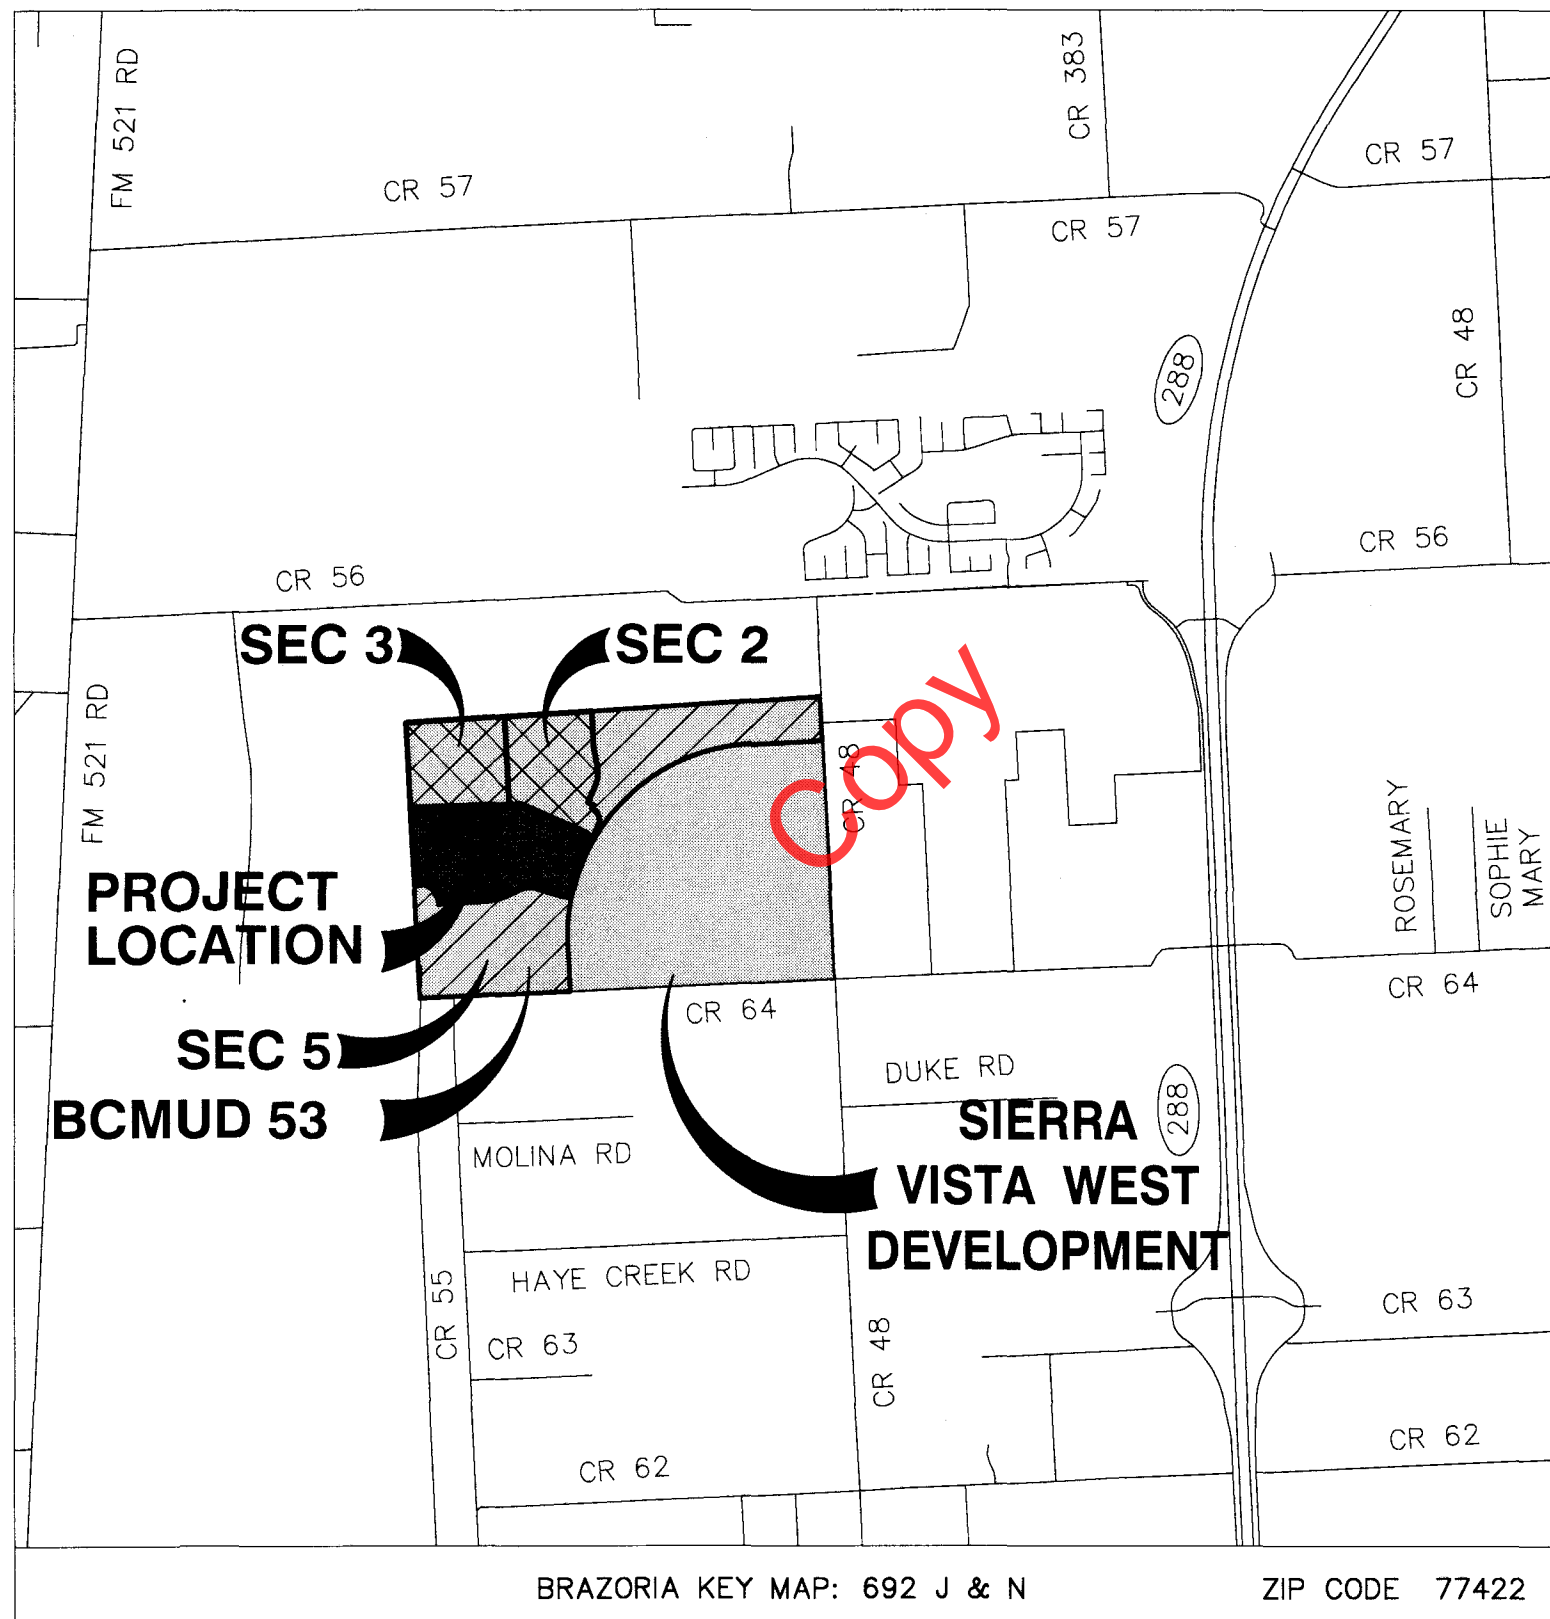 FM 521 RD
CR 383
CR 57
CR 57
CR 57
CR 48
288
CR 56
CR 56
SEC 3
SEC 2
FM 521 RD
CR 48
Copy
ROSEMARY
SOPHIE
MARY
PROJECT
LOCATION
CR 64
CR 64
SEC 5
DUKE RD
BCMUD 53
288
SIERRA
VISTA WEST
DEVELOPMENT
MOLINA RD
HAYE CREEK RD
CR 55
CR 63
CR 63
CR 48
CR 62
CR 62
BRAZORIA KEY MAP: 692 J & N
ZIP CODE 77422